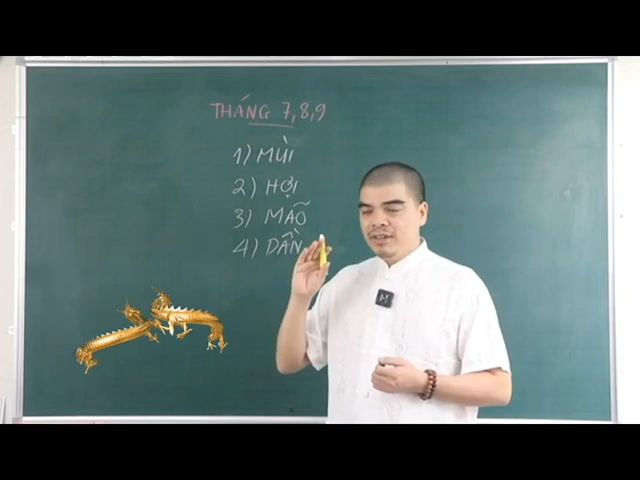 THÁNG 7,8,9
1) MÙI
2) HỢI
3) MÃO
4) DẦN